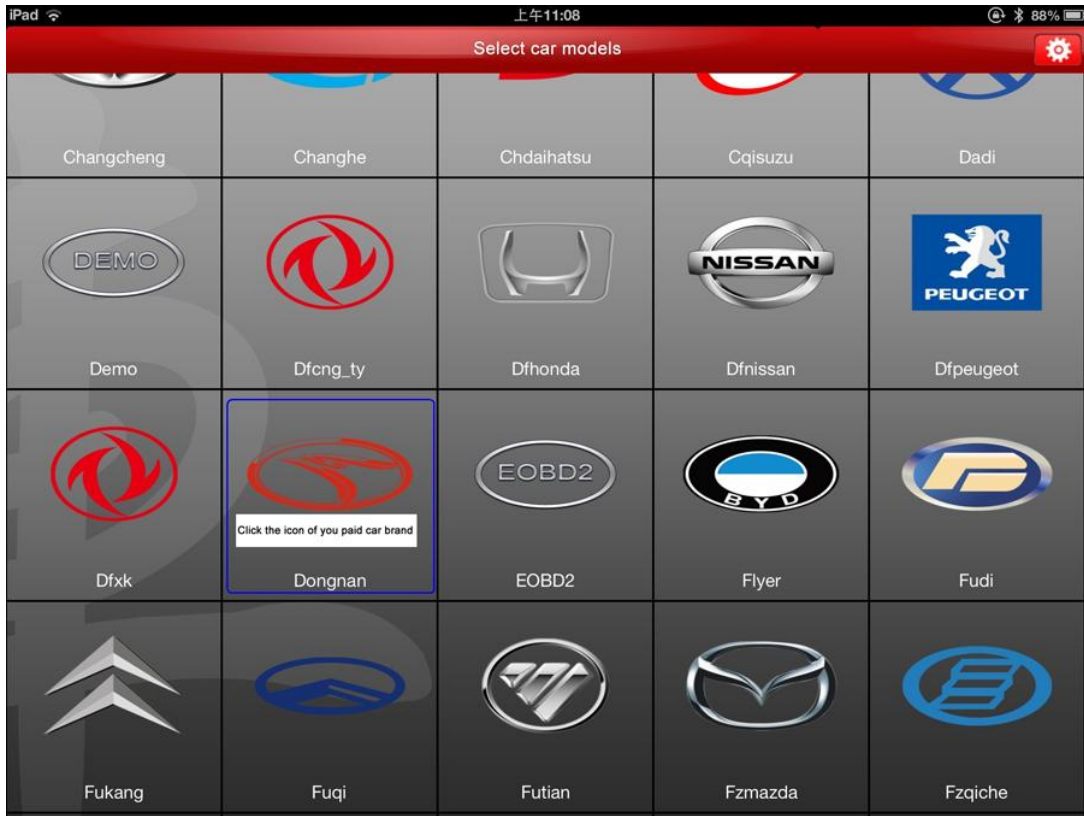 iPad 上午11:08 88%
Select car models
Changcheng Changhe Chdaihatsu Cqisuzu Dadi
DEMO NISSAN PEUGEOT
Demo Dfcng_ty Dfhonda Dfnissan Dfpeugeot
EOBD2 BYD
Click the icon of you paid car brand
Dfxk Dongnan EOBD2 Flyer Fudi
Fukang Fuqi Futian Fzmazda Fzqiche